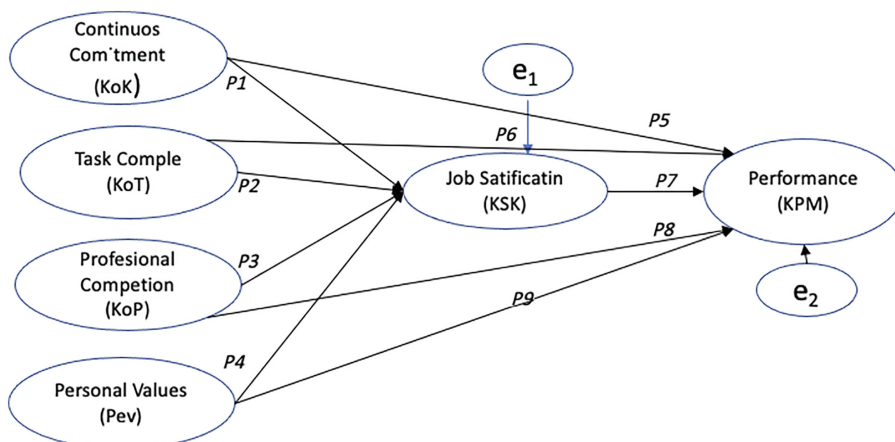 Continuos
Com˙tment
(KoK)
e1
P1
P5
P6
Task Comple
(KoT)
P2
Job Satificatin
(KSK)
P7
Performance
(KPM)
P8
Profesional
Competion
(KoP)
P3
e2
P9
P4
Personal Values
(Pev)